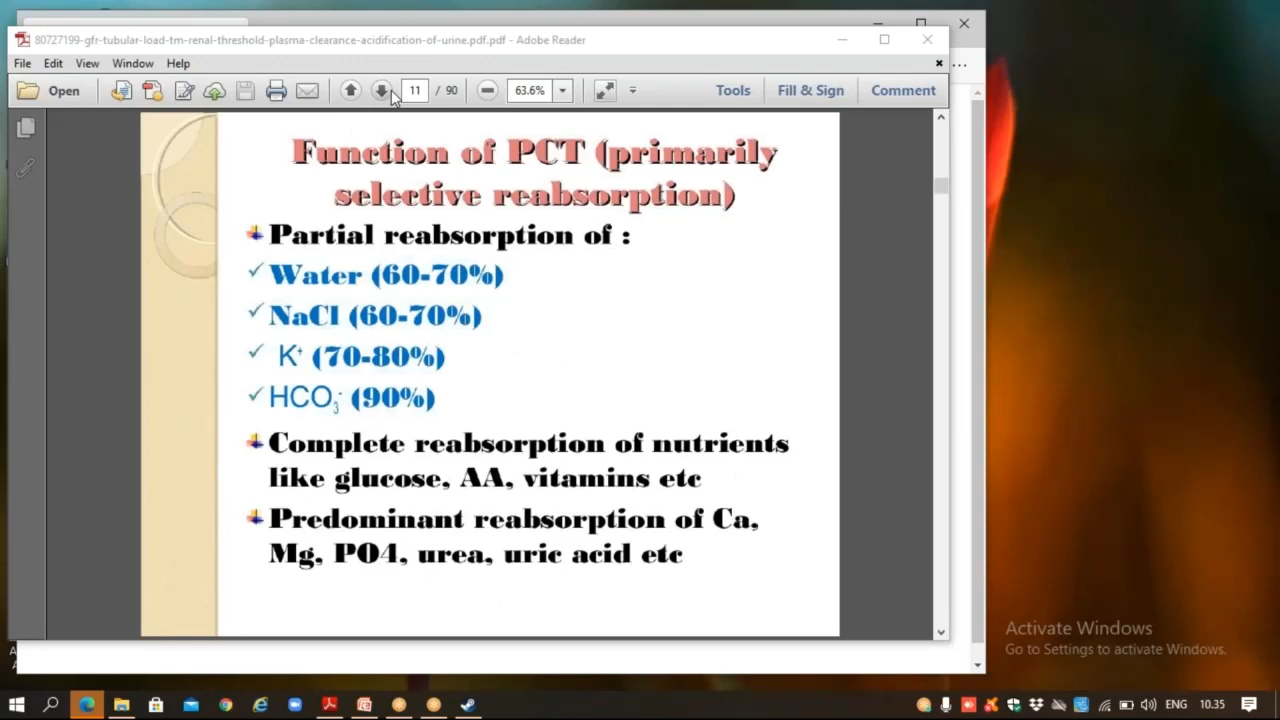 80727199-gfr-tubular-load-tm-renal-threshold-plasma-clearance-acidification-of-urine.pdf.pdf - Adobe Reader
File Edit View Window Help
Open 11 / 90 63.6% Tools Fill & Sign Comment
Function of PCT (primarily
selective reabsorption)
Partial reabsorption of :
Water (60-70%)
NaCl (60-70%)
K⁺ (70-80%)
HCO₃⁻ (90%)
Complete reabsorption of nutrients
like glucose, AA, vitamins etc
Predominant reabsorption of Ca,
Mg, PO4, urea, uric acid etc
Activate Windows
Go to Settings to activate Windows.
ENG 10.35